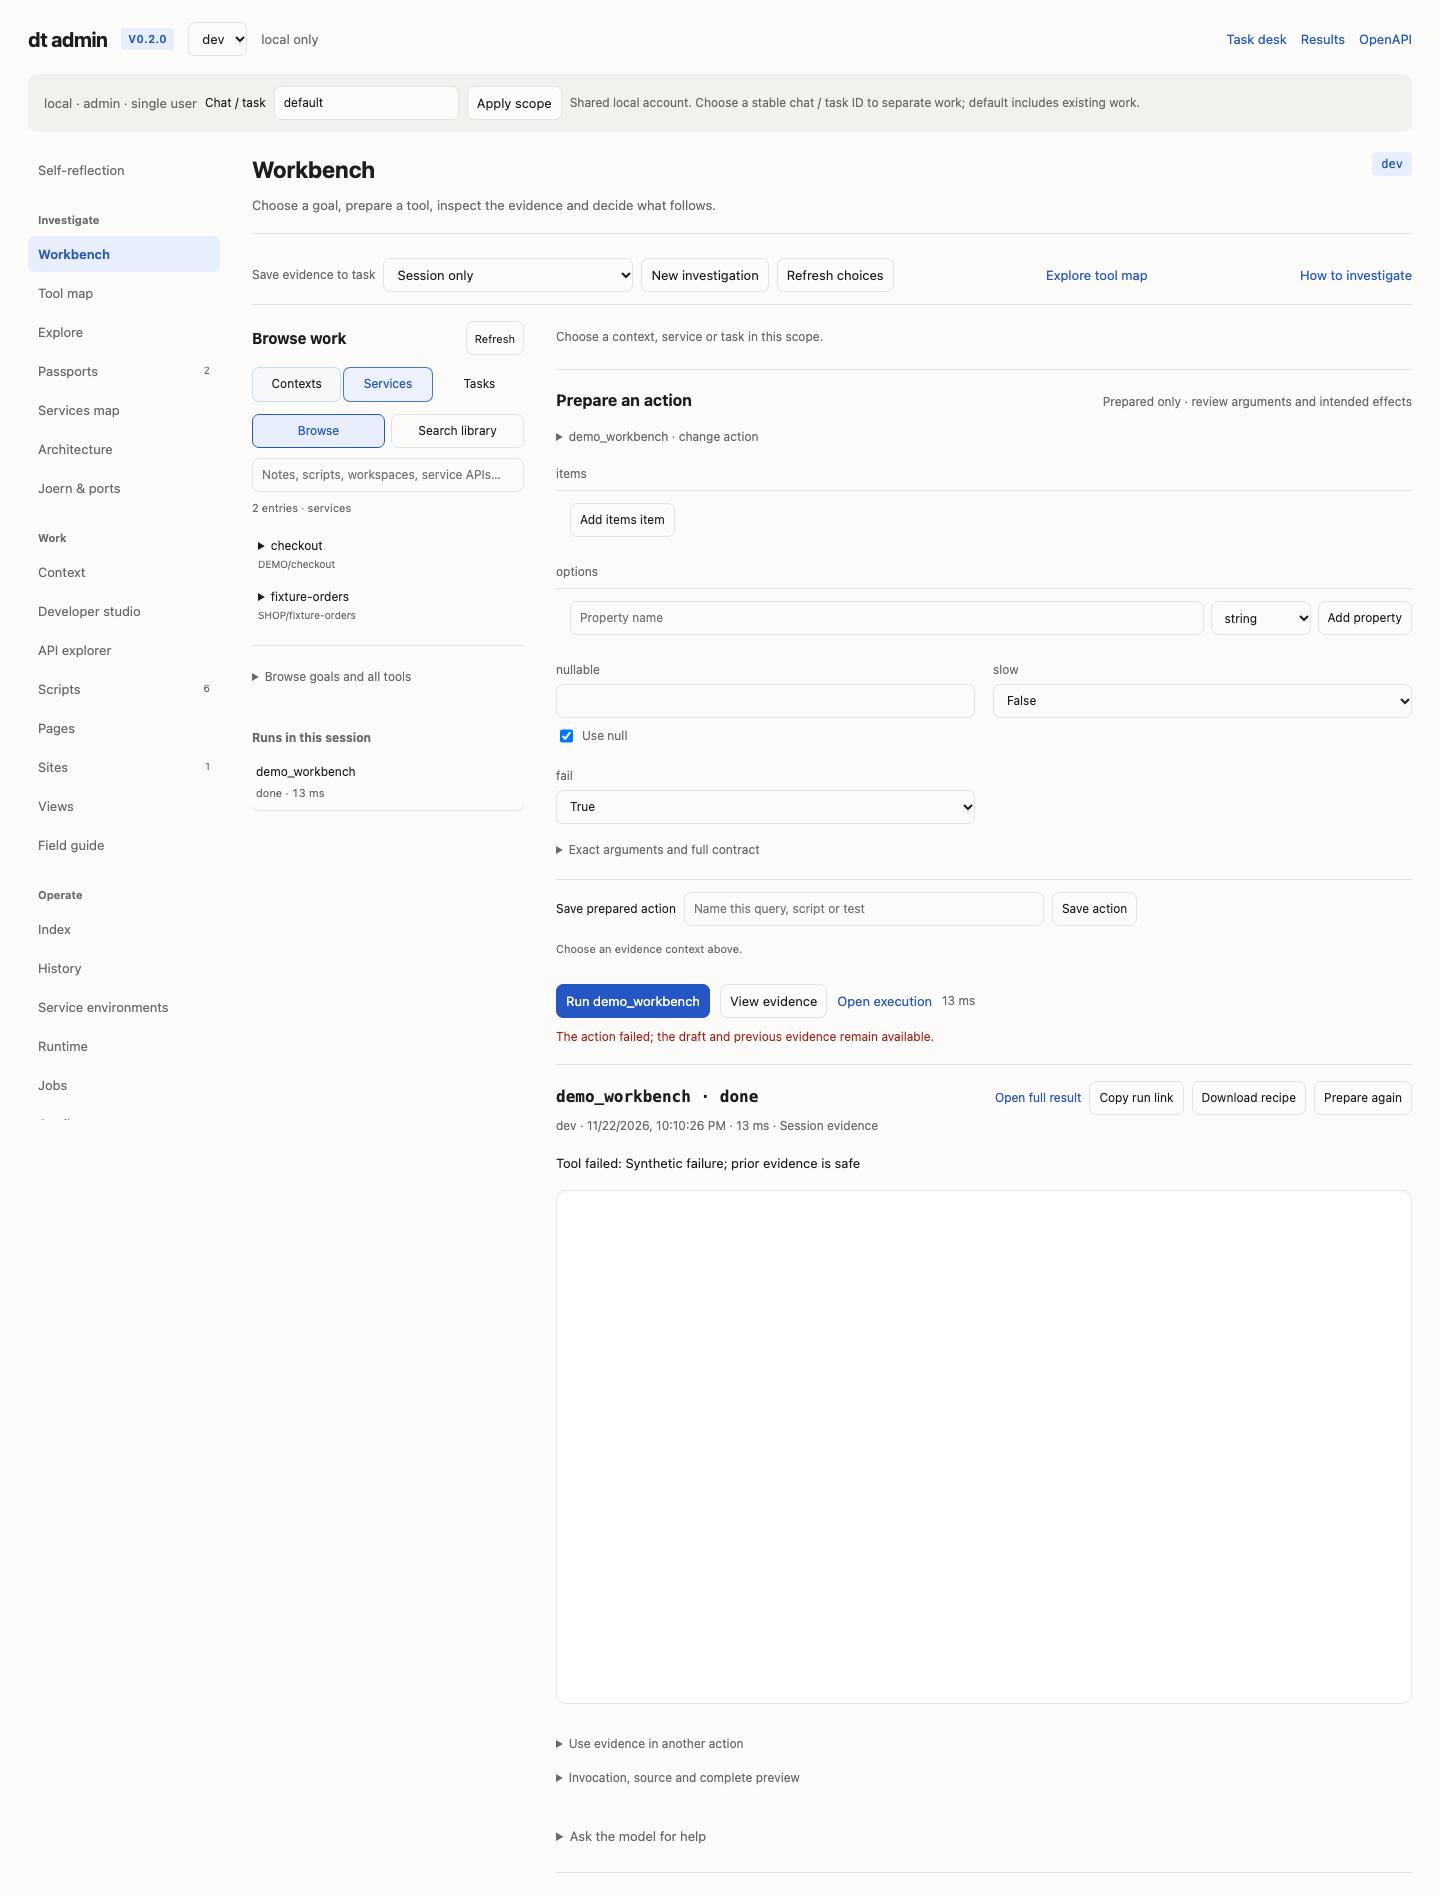 dt admin V0.2.0 dev local only Task desk Results OpenAPI
local · admin · single user Chat / task default Apply scope Shared local account. Choose a stable chat / task ID to separate work; default includes existing work.
Self-reflection
Investigate
Workbench
Tool map
Explore
Passports 2
Services map
Architecture
Joern & ports
Work
Context
Developer studio
API explorer
Scripts 6
Pages
Sites 1
Views
Field guide
Operate
Index
History
Service environments
Runtime
Jobs
Workbench dev
Choose a goal, prepare a tool, inspect the evidence and decide what follows.
Save evidence to task Session only New investigation Refresh choices Explore tool map How to investigate
Browse work Refresh
Contexts Services Tasks
Browse Search library
Notes, scripts, workspaces, service APIs...
2 entries · services
checkout
DEMO/checkout
fixture-orders
SHOP/fixture-orders
Browse goals and all tools
Runs in this session
demo_workbench
done · 13 ms
Choose a context, service or task in this scope.
Prepare an action Prepared only · review arguments and intended effects
demo_workbench · change action
items
Add items item
options
Property name string Add property
nullable slow
False
Use null
fail
True
Exact arguments and full contract
Save prepared action Name this query, script or test Save action
Choose an evidence context above.
Run demo_workbench View evidence Open execution 13 ms
The action failed; the draft and previous evidence remain available.
demo_workbench · done Open full result Copy run link Download recipe Prepare again
dev · 11/22/2026, 10:10:26 PM · 13 ms · Session evidence
Tool failed: Synthetic failure; prior evidence is safe
Use evidence in another action
Invocation, source and complete preview
Ask the model for help